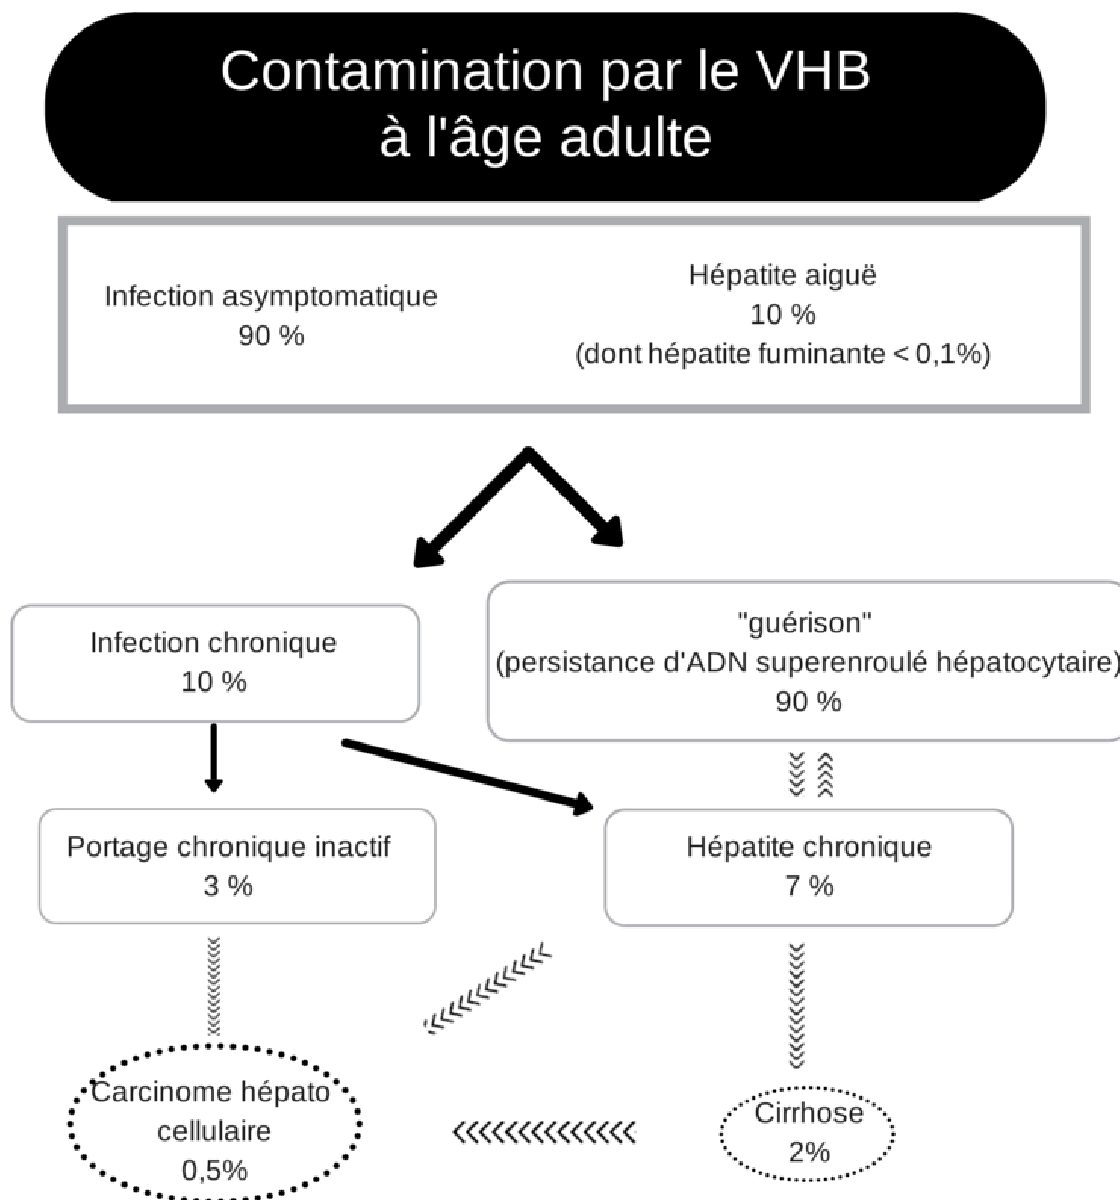 Contamination par le VHB
à l'âge adulte
Infection asymptomatique
90 %
Hépatite aiguë
10 %
(dont hépatite fuminante < 0,1%)
Infection chronique
10 %
"guérison"
(persistance d'ADN superenroulé hépatocytaire)
90 %
Portage chronique inactif
3 %
Hépatite chronique
7 %
Carcinome hépato
cellulaire
0,5%
Cirrhose
2%